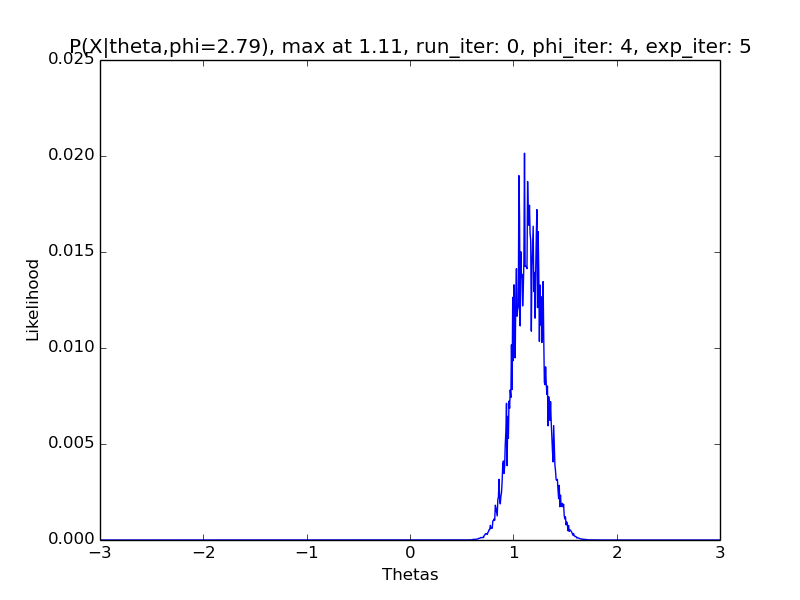 P(X|theta,phi=2.79), max at 1.11, run_iter: 0, phi_iter: 4, exp_iter: 5
0.025
0.020
0.015
0.010
0.005
0.000
Likelihood
−3 −2 −1 0 1 2 3
Thetas